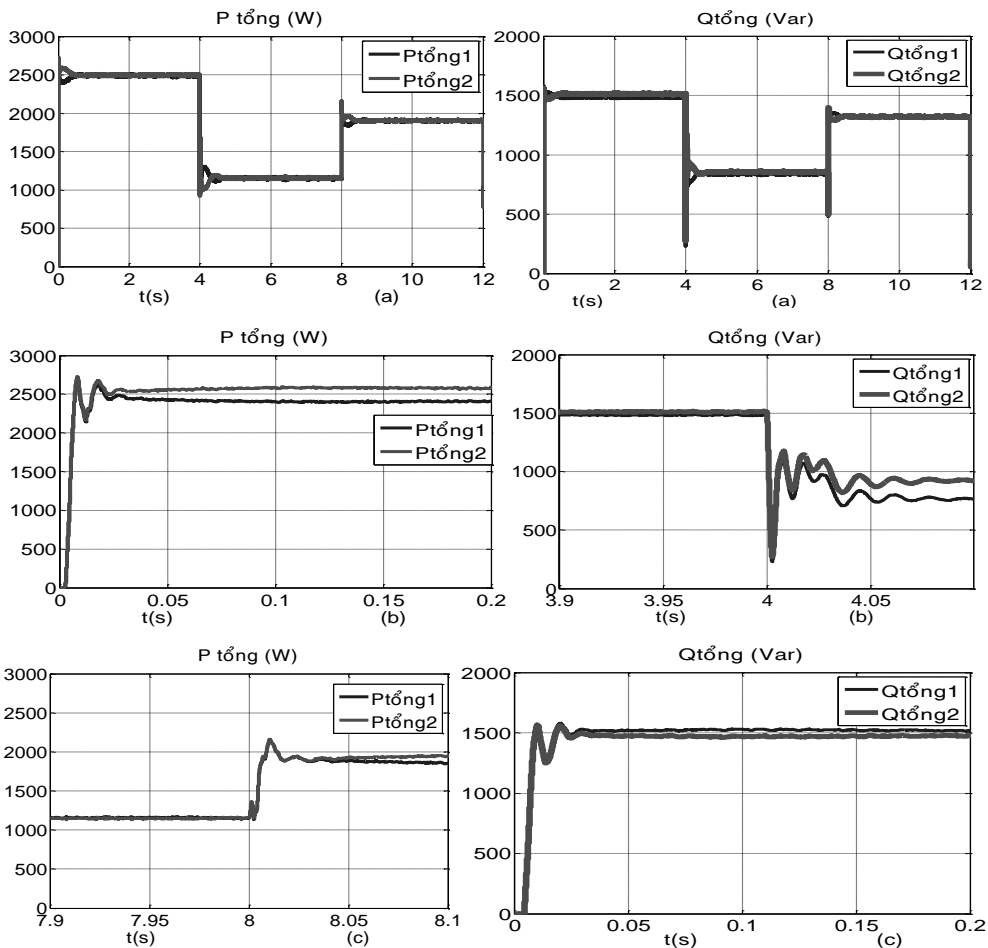 P tổng (W)
3000
2500
2000
1500
1000
500
0
Ptổng1
Ptổng2
0 2 4 6 8 10 12
t(s) (a)
Qtổng (Var)
2000
1500
1000
500
0
Qtổng1
Qtổng2
0 2 4 6 8 10 12
t(s) (a)
P tổng (W)
3000
2500
2000
1500
1000
500
0
Ptổng1
Ptổng2
0 0.05 0.1 0.15 0.2
t(s) (b)
Qtổng (Var)
2000
1500
1000
500
0
Qtổng1
Qtổng2
3.9 3.95 4 4.05
t(s) (b)
P tổng (W)
3000
2500
2000
1500
1000
500
0
Ptổng1
Ptổng2
7.9 7.95 8 8.05 8.1
t(s) (c)
Qtổng (Var)
2000
1500
1000
500
0
Qtổng1
Qtổng2
0 0.05 0.1 0.15 0.2
t(s) (c)